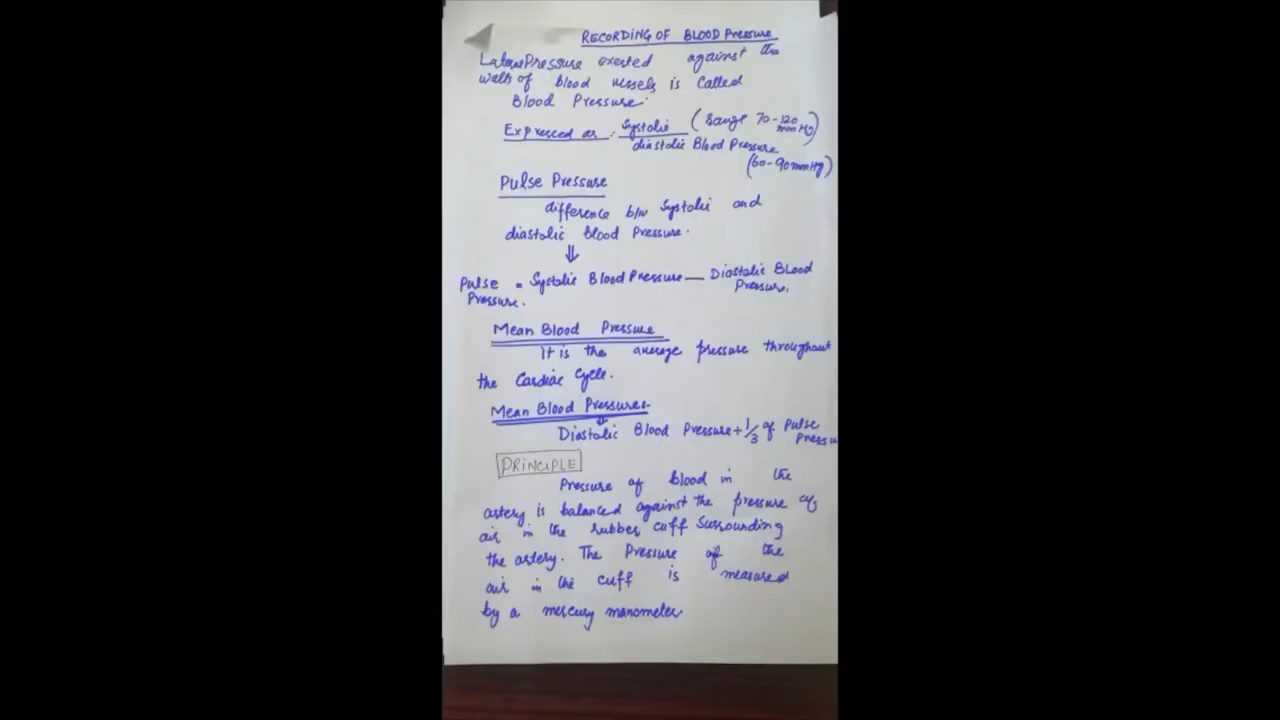 RECORDING OF BLOOD Pressure
Lateral Pressure exerted against the
walls of blood vessels is called
Blood Pressure.
Expressed as : Systolic (range 70-120 mmHg)
diastolic Blood Pressure
(60-90 mmHg)
Pulse Pressure
difference b/w Systolic and
diastolic Blood Pressure.
⇓
Pulse = Systolic Blood Pressure — Diastolic Blood
Pressure. Pressure.
Mean Blood Pressure
It is the average pressure throughout
the Cardiac Cycle.
Mean Blood Pressure
Diastolic Blood Pressure + 1/3 of Pulse
Pressu
PRINCIPLE
Pressure of blood in the
artery is balanced against the pressure of
air in the rubber cuff surrounding
the artery. The Pressure of the
air in the cuff is measured
by a mercury manometer